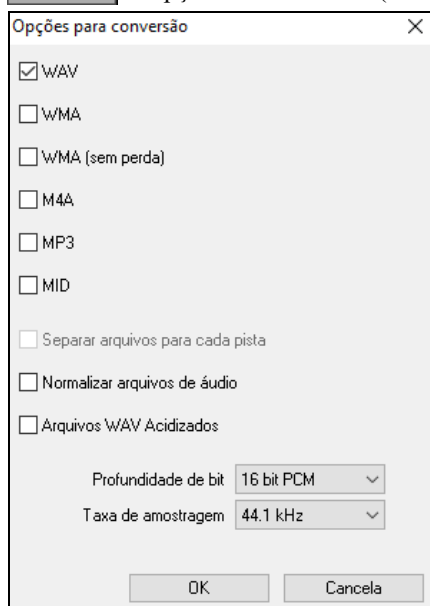 Opções para conversão
WAV
WMA
WMA (sem perda)
M4A
MP3
MID
Separar arquivos para cada pista
Normalizar arquivos de áudio
Arquivos WAV Acidizados
Profundidade de bit 16 bit PCM
Taxa de amostragem 44.1 kHz
OK Cancela